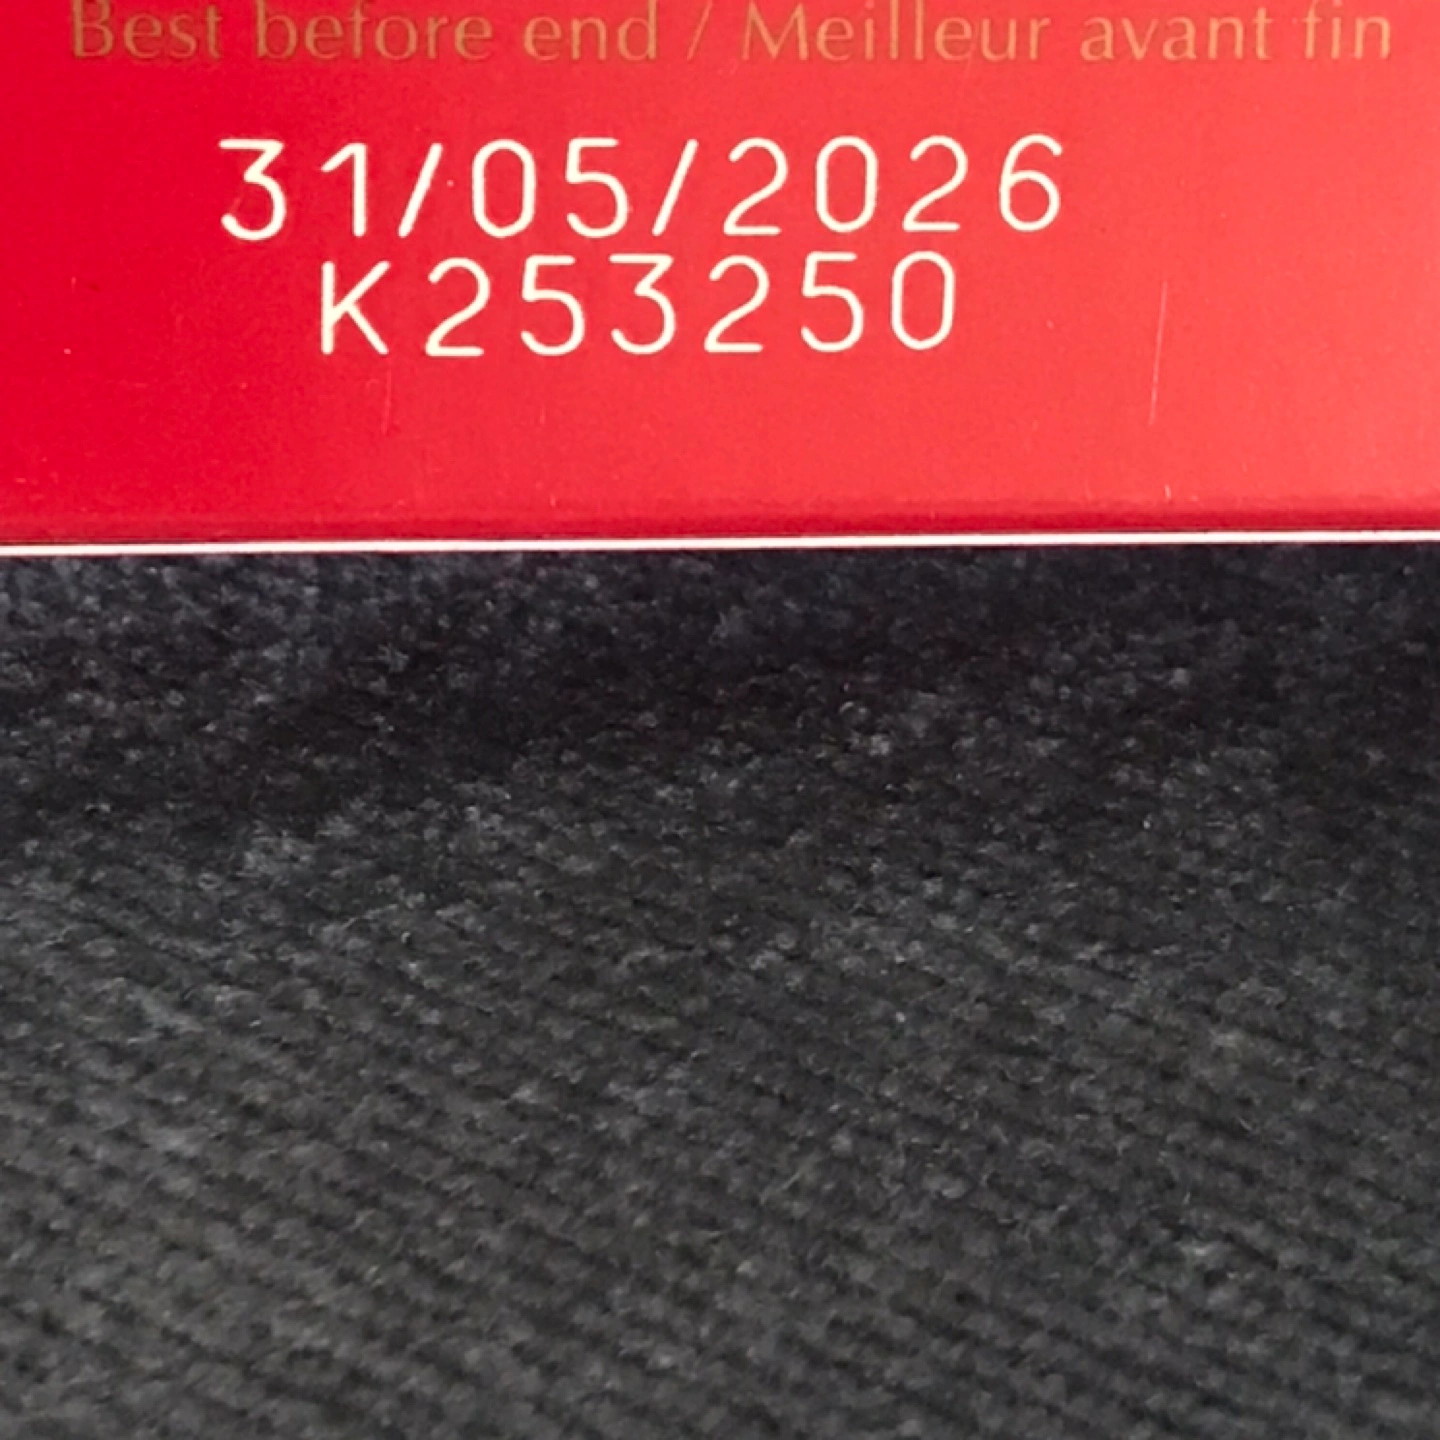 Best before end / Meilleur avant fin
31/05/2026
K253250